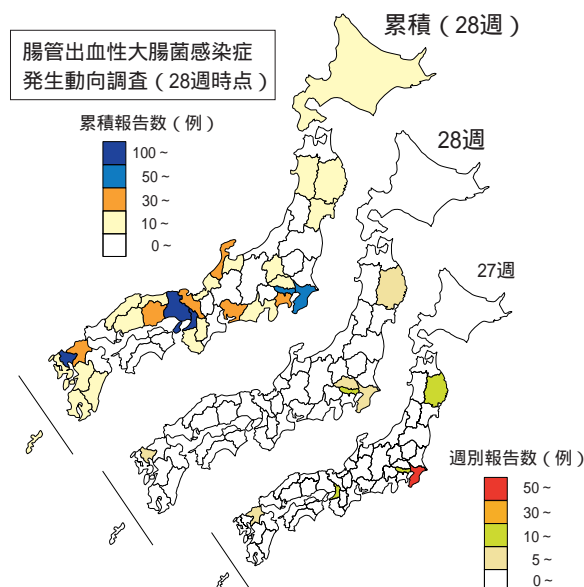 腸管出血性大腸菌感染症
発生動向調査（28週時点）
累積（28週）
累積報告数（例）
100～
50～
30～
10～
0～
28週
27週
週別報告数（例）
50～
30～
10～
5～
0～